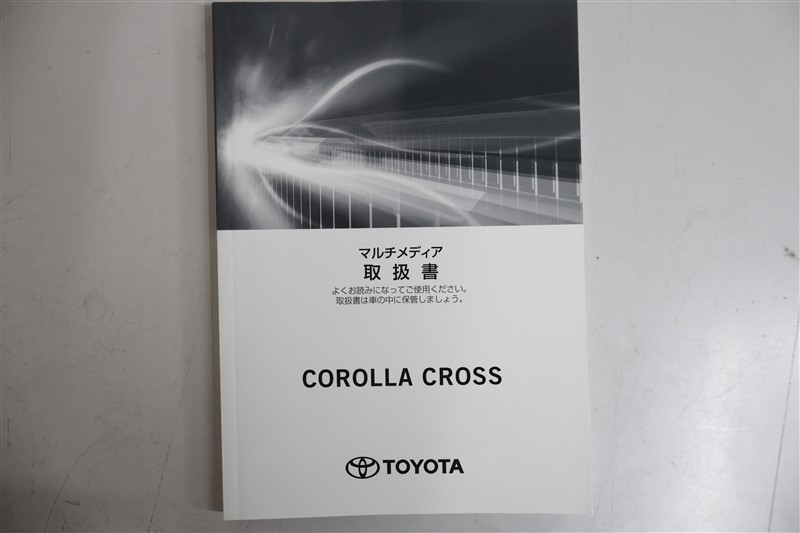 マルチメディア
取扱書
よくお読みになってご使用ください。
取扱書は車の中に保管しましょう。
COROLLA CROSS
TOYOTA